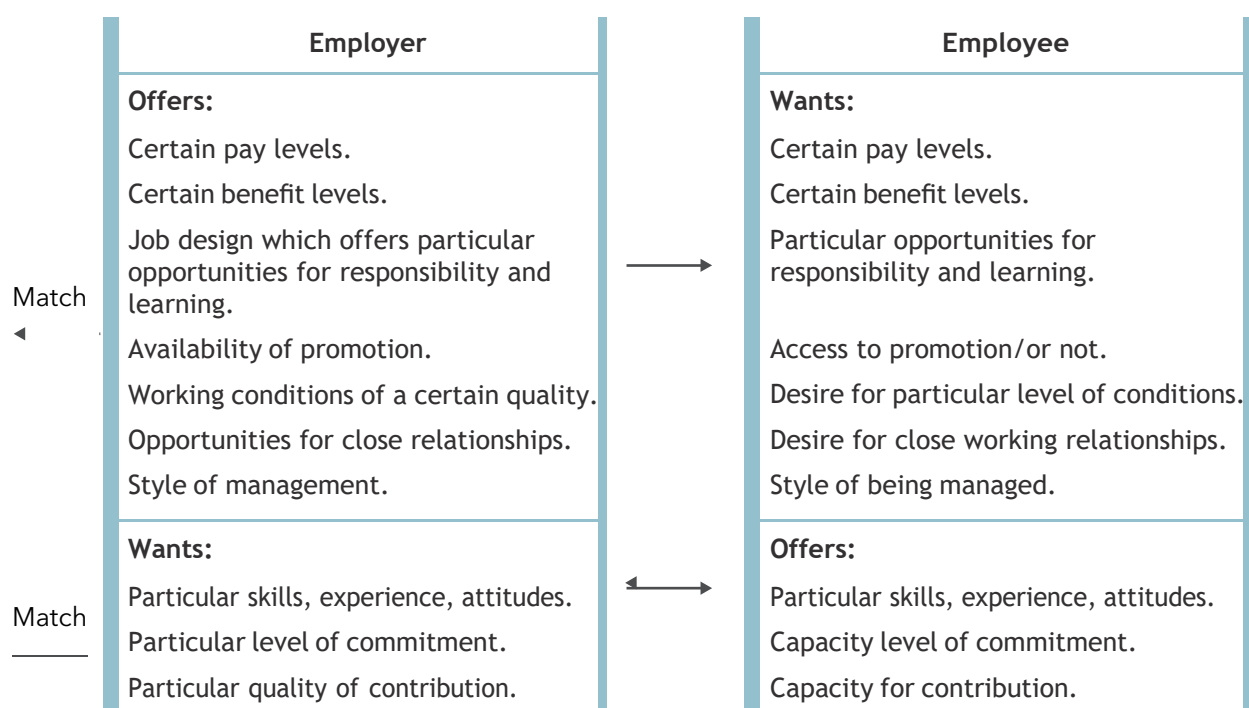 Employer
Offers:
Certain pay levels.
Certain benefit levels.
Job design which offers particular
opportunities for responsibility and
learning.
Availability of promotion.
Working conditions of a certain quality.
Opportunities for close relationships.
Style of management.
Wants:
Particular skills, experience, attitudes.
Particular level of commitment.
Particular quality of contribution.
Match
Match
Employee
Wants:
Certain pay levels.
Certain benefit levels.
Particular opportunities for
responsibility and learning.
Access to promotion/or not.
Desire for particular level of conditions.
Desire for close working relationships.
Style of being managed.
Offers:
Particular skills, experience, attitudes.
Capacity level of commitment.
Capacity for contribution.